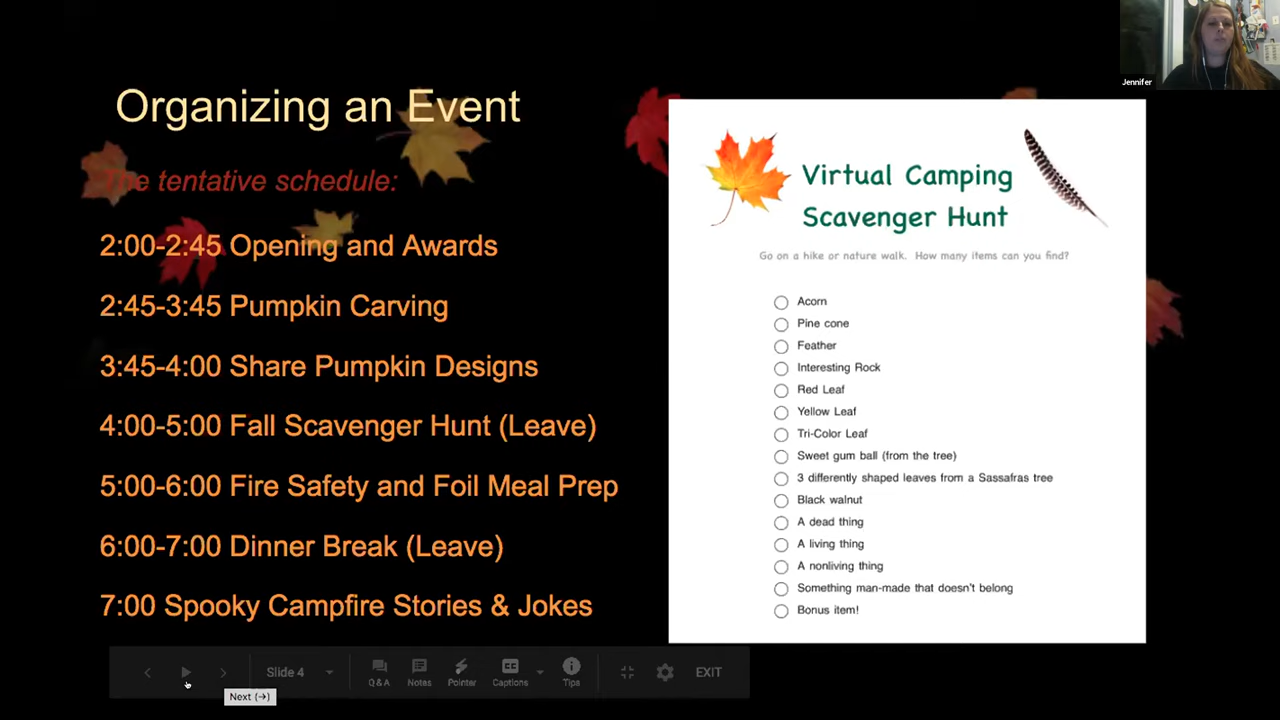 Jennifer
Organizing an Event
The tentative schedule:
2:00-2:45 Opening and Awards
2:45-3:45 Pumpkin Carving
3:45-4:00 Share Pumpkin Designs
4:00-5:00 Fall Scavenger Hunt (Leave)
5:00-6:00 Fire Safety and Foil Meal Prep
6:00-7:00 Dinner Break (Leave)
7:00 Spooky Campfire Stories & Jokes
Virtual Camping
Scavenger Hunt
Go on a hike or nature walk. How many items can you find?
Acorn
Pine cone
Feather
Interesting Rock
Red Leaf
Yellow Leaf
Tri-Color Leaf
Sweet gum ball (from the tree)
3 differently shaped leaves from a Sassafras tree
Black walnut
A dead thing
A living thing
A nonliving thing
Something man-made that doesn't belong
Bonus item!
Slide 4
Q & A
Notes
Pointer
CC
Captions
Tips
EXIT
Next (→)